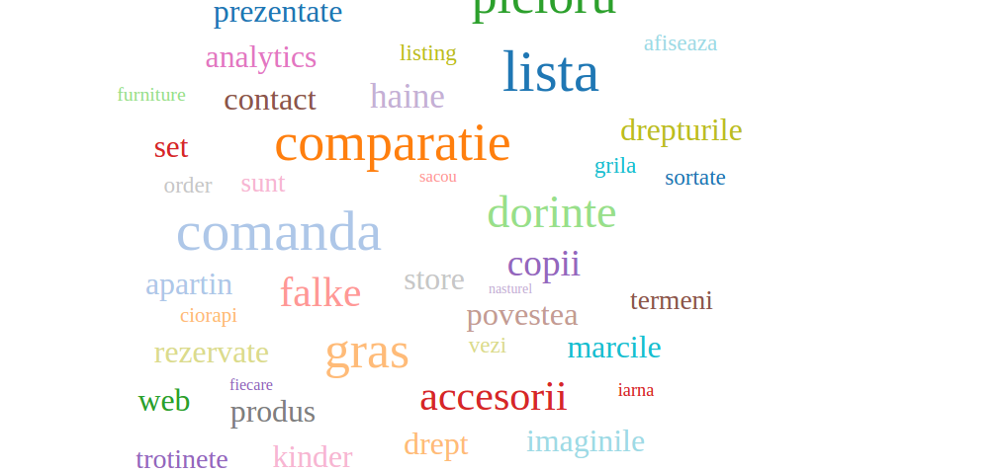 prezentate
picioru
afiseaza
analytics
listing
lista
furniture
contact
haine
drepturile
set
comparatie
grila
sortate
order
sunt
sacou
dorinte
comanda
copii
apartin
falke
store
nasturel
termeni
ciorapi
povestea
rezervate
gras
vezi
marcile
fiecare
iarna
web
produs
accesorii
drept
imaginile
trotinete
kinder